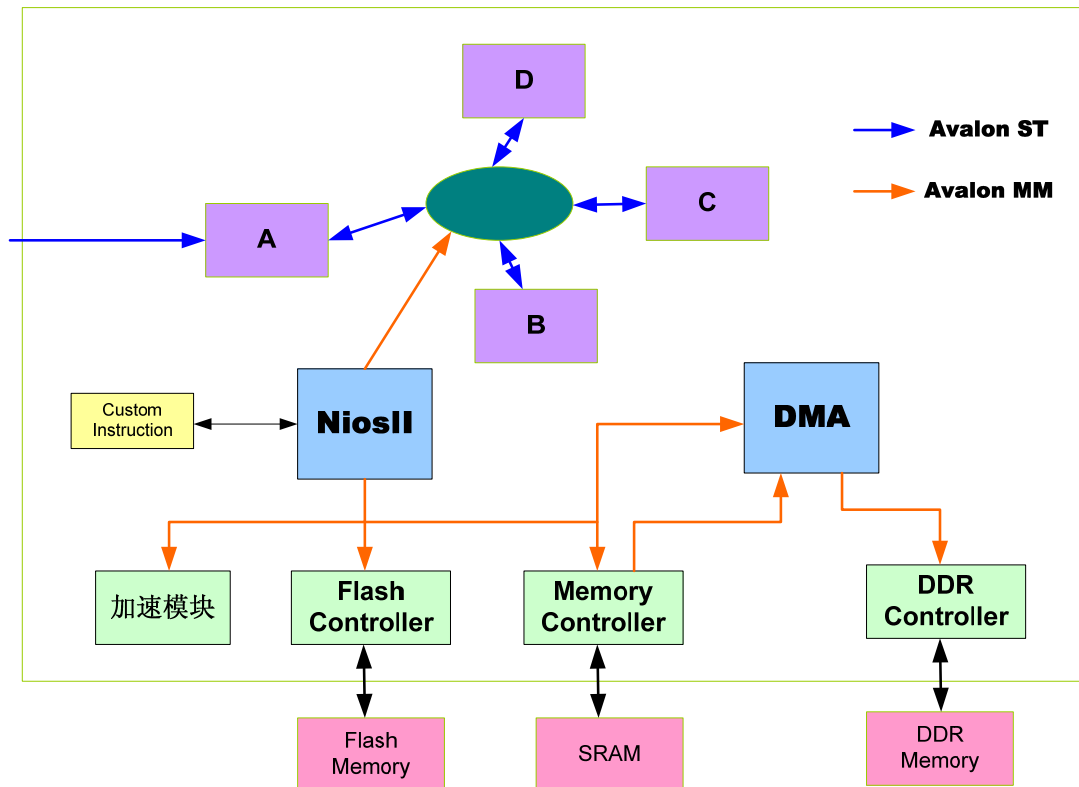 D
Avalon ST
C
Avalon MM
A
B
Custom
Instruction
NiosII
DMA
加速模块
Flash
Controller
Memory
Controller
DDR
Controller
Flash
Memory
SRAM
DDR
Memory